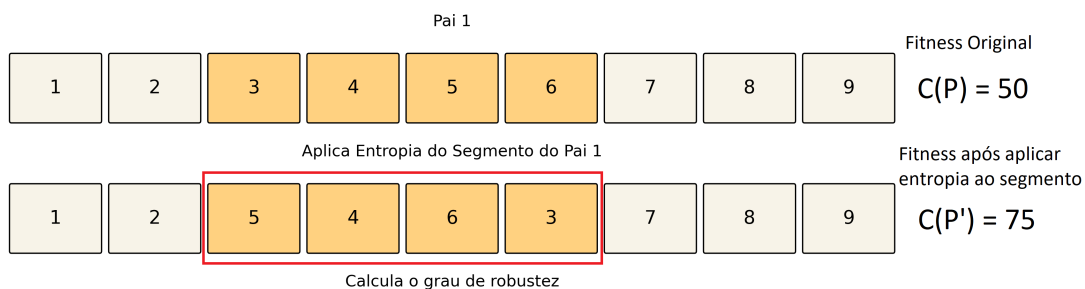 Pai 1
Fitness Original
1 2 3 4 5 6 7 8 9
C(P) = 50
Aplica Entropia do Segmento do Pai 1
Fitness após aplicar
entropia ao segmento
1 2 5 4 6 3 7 8 9
C(P') = 75
Calcula o grau de robustez